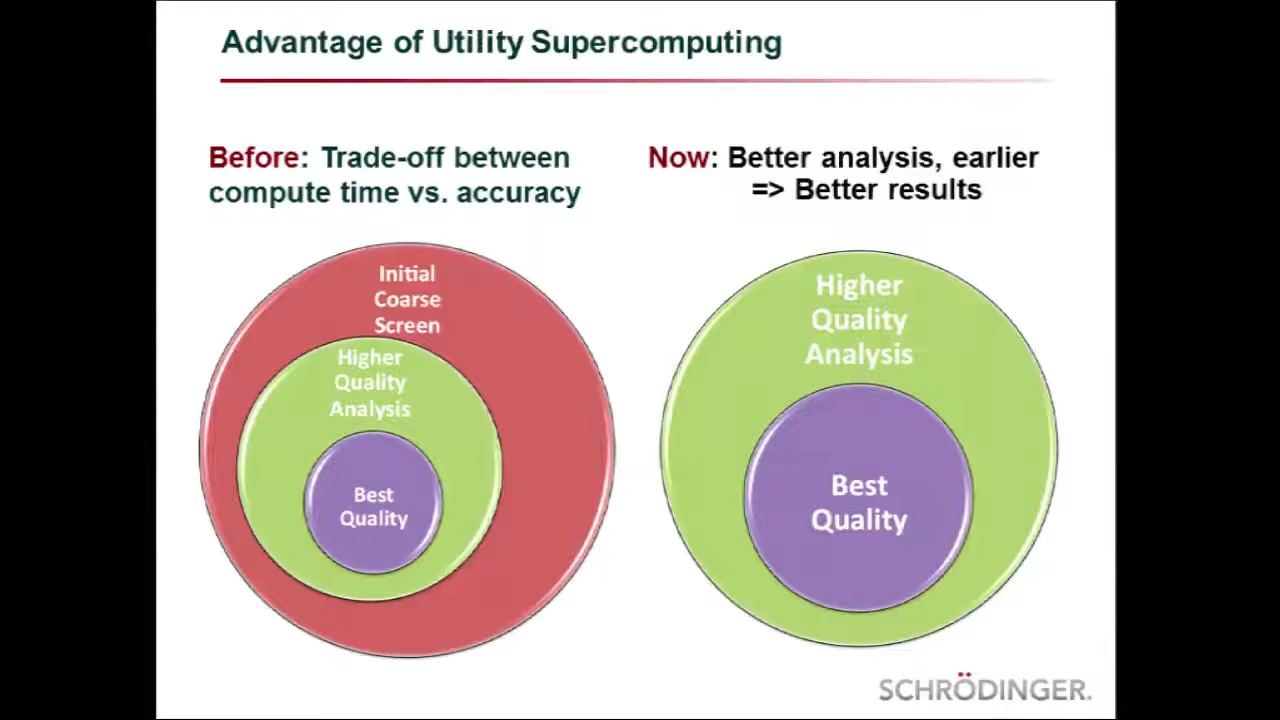 Advantage of Utility Supercomputing
Before: Trade-off between
compute time vs. accuracy
Now: Better analysis, earlier
=> Better results
Initial
Coarse
Screen
Higher
Quality
Analysis
Best
Quality
Higher
Quality
Analysis
Best
Quality
SCHRÖDINGER.